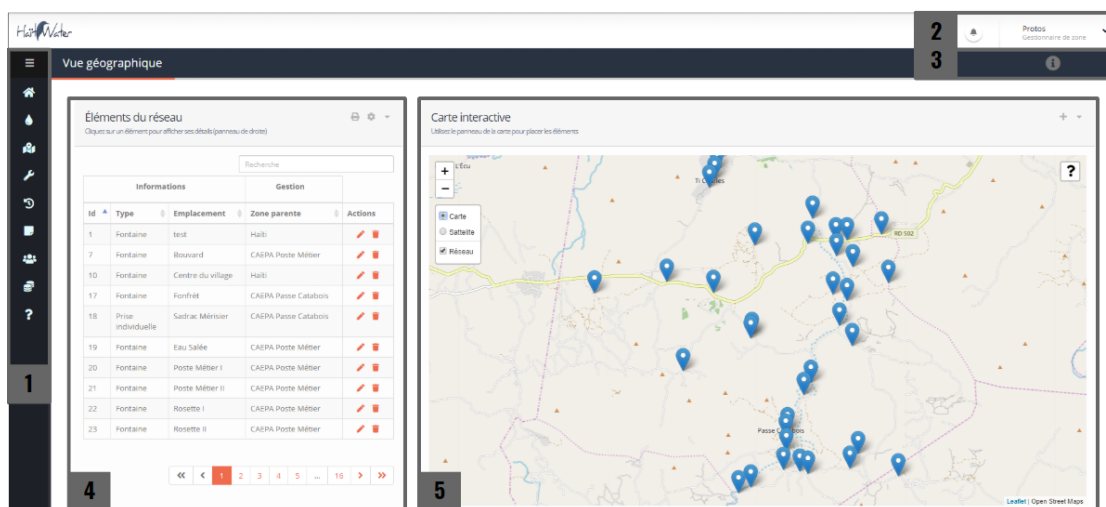 Haïti Water
2
Protos
Gestionnaire de zone
3
Vue géographique
Éléments du réseau
Cliquez sur un élément pour afficher ses détails (panneau de droite)
Recherche
Informations Gestion
Id Type Emplacement Zone parente Actions
1 Fontaine test Haïti
7 Fontaine Bouvard CAEPA Poste Métier
10 Fontaine Centre du village Haïti
17 Fontaine Fonfrèt CAEPA Passe Catabois
18 Prise individuelle Sadrac Mérisier CAEPA Passe Catabois
19 Fontaine Eau Salée CAEPA Poste Métier
20 Fontaine Poste Métier I CAEPA Poste Métier
21 Fontaine Poste Métier II CAEPA Poste Métier
22 Fontaine Rosette I CAEPA Poste Métier
23 Fontaine Rosette II CAEPA Poste Métier
« < 1 2 3 4 5 ... 16 > »
1
4
Carte interactive
Utilisez le panneau de la carte pour placer les éléments
+
−
?
L'Écu
Carte
Satteite
Réseau
RD 502
Leaflet | Open Street Maps
5